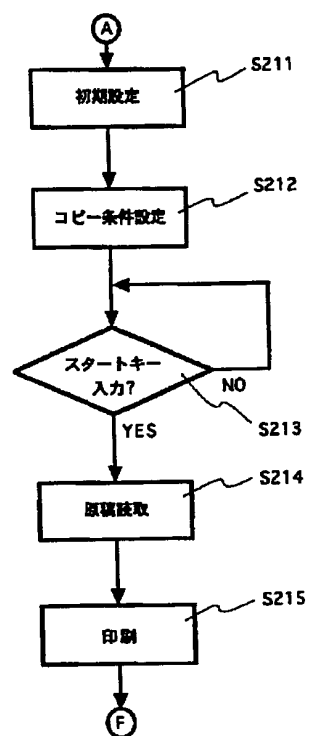 A
S211
初期設定
S212
コピー条件設定
スタートキー
入力?
NO
S213
YES
S214
原稿読取
S215
印刷
F